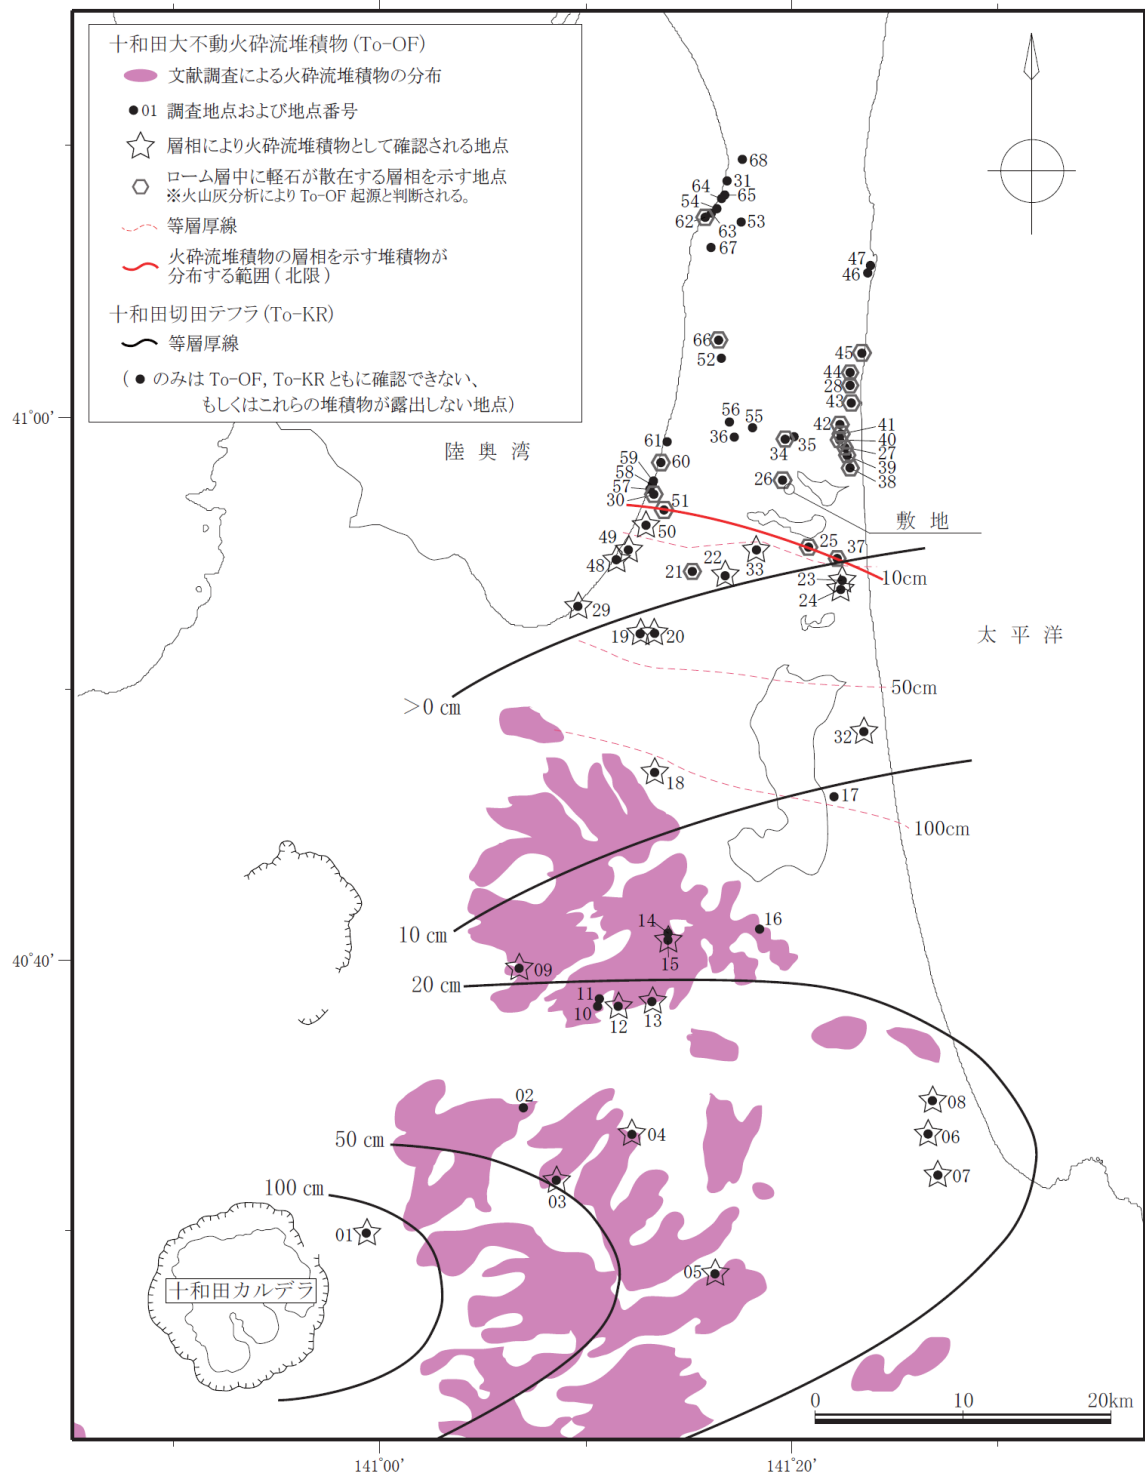 十和田大不動火砕流堆積物 (To-OF)
文献調査による火砕流堆積物の分布
01 調査地点および地点番号
層相により火砕流堆積物として確認される地点
ローム層中に軽石が散在する層相を示す地点
※火山灰分析により To-OF 起源と判断される。
等層厚線
火砕流堆積物の層相を示す堆積物が
分布する範囲 ( 北限 )
十和田切田テフラ (To-KR)
等層厚線
( ● のみは To-OF, To-KR ともに確認できない、
もしくはこれらの堆積物が露出しない地点)
68
31
64
65
54
62
63
53
67
47
46
66
52
45
44
28
43
41°00'
56
55
42
41
36
35
40
34
27
61
陸奥湾
60
39
59
38
58
26
57
30
51
敷地
50
25
49
37
48
22
33
21
23
10cm
24
29
19
20
太平洋
50cm
>0 cm
32
18
17
100cm
14
16
10 cm
15
40°40'
09
20 cm
11
10
12
13
02
08
04
06
50 cm
07
03
100 cm
01
05
十和田カルデラ
0 10 20km
141°00'
141°20'